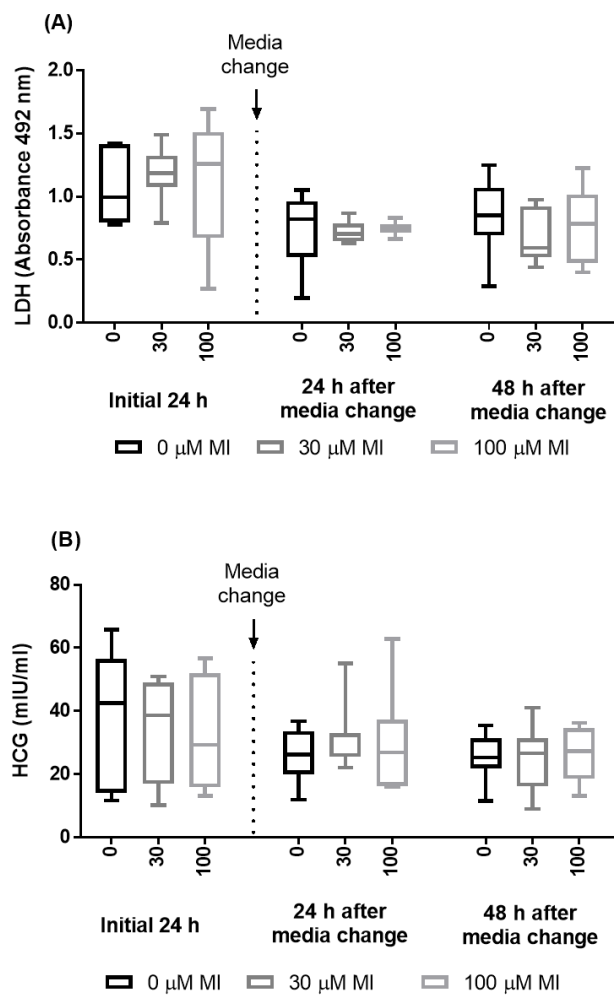 (A)
Media
change
LDH (Absorbance 492 nm)
2.0
1.5
1.0
0.5
0.0
0 30 100 0 30 100 0 30 100
Initial 24 h
24 h after
media change
48 h after
media change
0 μM MI 30 μM MI 100 μM MI
(B)
Media
change
HCG (mIU/ml)
80
60
40
20
0
0 30 100 0 30 100 0 30 100
Initial 24 h
24 h after
media change
48 h after
media change
0 μM MI 30 μM MI 100 μM MI